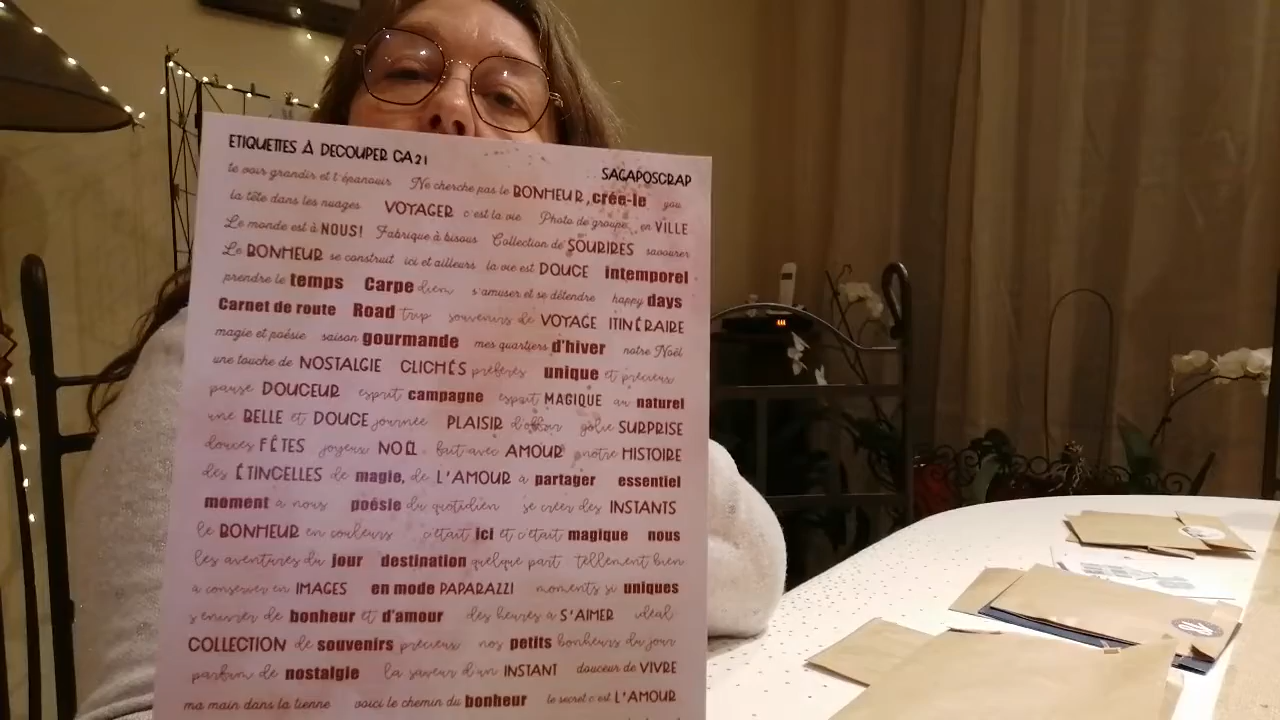 ETIQUETTES À DECOUPER CA21
SAGAPOSCRAP
te voir grandir et t'épanouir Ne cherche pas le BONHEUR, crée-le you
la tête dans les nuages VOYAGER c'est la vie Photo de groupe en VILLE
Le monde est à NOUS! Fabrique à bisous Collection de SOURIRES savourer
Le BONHEUR se construit ici et ailleurs la vie est DOUCE intemporel
prendre le temps Carpe diem s'amuser et se détendre happy days
Carnet de route Road trip souvenirs de VOYAGE ITINÉRAIRE
magie et poésie saison gourmande mes quartiers d'hiver notre Noël
une touche de NOSTALGIE CLICHÉS préférés unique et précieux
pause DOUCEUR esprit campagne esprit MAGIQUE au naturel
une BELLE et DOUCE journée PLAISIR d'offrir jolie SURPRISE
douces FÊTES joyeux NOËL fait avec AMOUR notre HISTOIRE
des ÉTINCELLES de magie, de L'AMOUR à partager essentiel
moment à nous poésie du quotidien se créer des INSTANTS
le BONHEUR en couleurs c'était ici et c'était magique nous
les aventures du jour destination quelque part tellement bien
à conserver en IMAGES en mode PAPARAZZI moments si uniques
s'enivrer de bonheur et d'amour des heures à S'AIMER idéal
COLLECTION de souvenirs précieux nos petits bonheurs du jour
parfum de nostalgie la saveur d'un INSTANT douceur de VIVRE
ma main dans la tienne voici le chemin du bonheur le secret c'est L'AMOUR